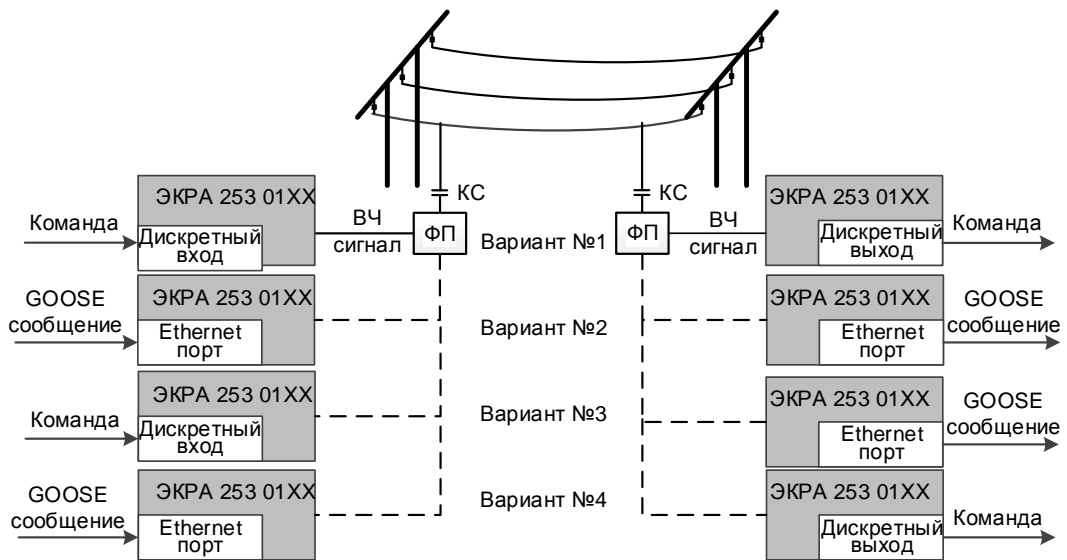 КС
КС
ЭКРА 253 01ХХ
Команда
Дискретный
вход
ВЧ
сигнал
ФП
Вариант №1
ФП
ВЧ
сигнал
ЭКРА 253 01ХХ
Дискретный
выход
Команда
GOOSE
сообщение
ЭКРА 253 01ХХ
Ethernet
порт
Вариант №2
ЭКРА 253 01ХХ
Ethernet
порт
GOOSE
сообщение
Команда
ЭКРА 253 01ХХ
Дискретный
вход
Вариант №3
ЭКРА 253 01ХХ
Ethernet
порт
GOOSE
сообщение
GOOSE
сообщение
ЭКРА 253 01ХХ
Ethernet
порт
Вариант №4
ЭКРА 253 01ХХ
Дискретный
выход
Команда